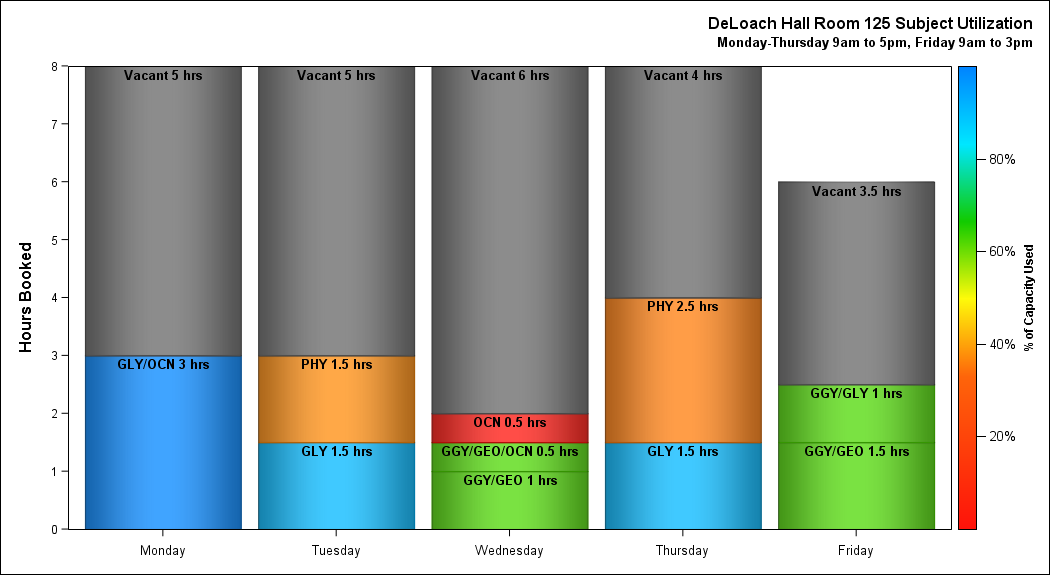 DeLoach Hall Room 125 Subject Utilization
Monday-Thursday 9am to 5pm, Friday 9am to 3pm
Hours Booked
8
7
6
5
4
3
2
1
0
Vacant 5 hrs
GLY/OCN 3 hrs
Vacant 5 hrs
PHY 1.5 hrs
GLY 1.5 hrs
Vacant 6 hrs
OCN 0.5 hrs
GGY/GEO/OCN 0.5 hrs
GGY/GEO 1 hrs
Vacant 4 hrs
PHY 2.5 hrs
GLY 1.5 hrs
Vacant 3.5 hrs
GGY/GLY 1 hrs
GGY/GEO 1.5 hrs
Monday
Tuesday
Wednesday
Thursday
Friday
80%
60%
40%
20%
% of Capacity Used